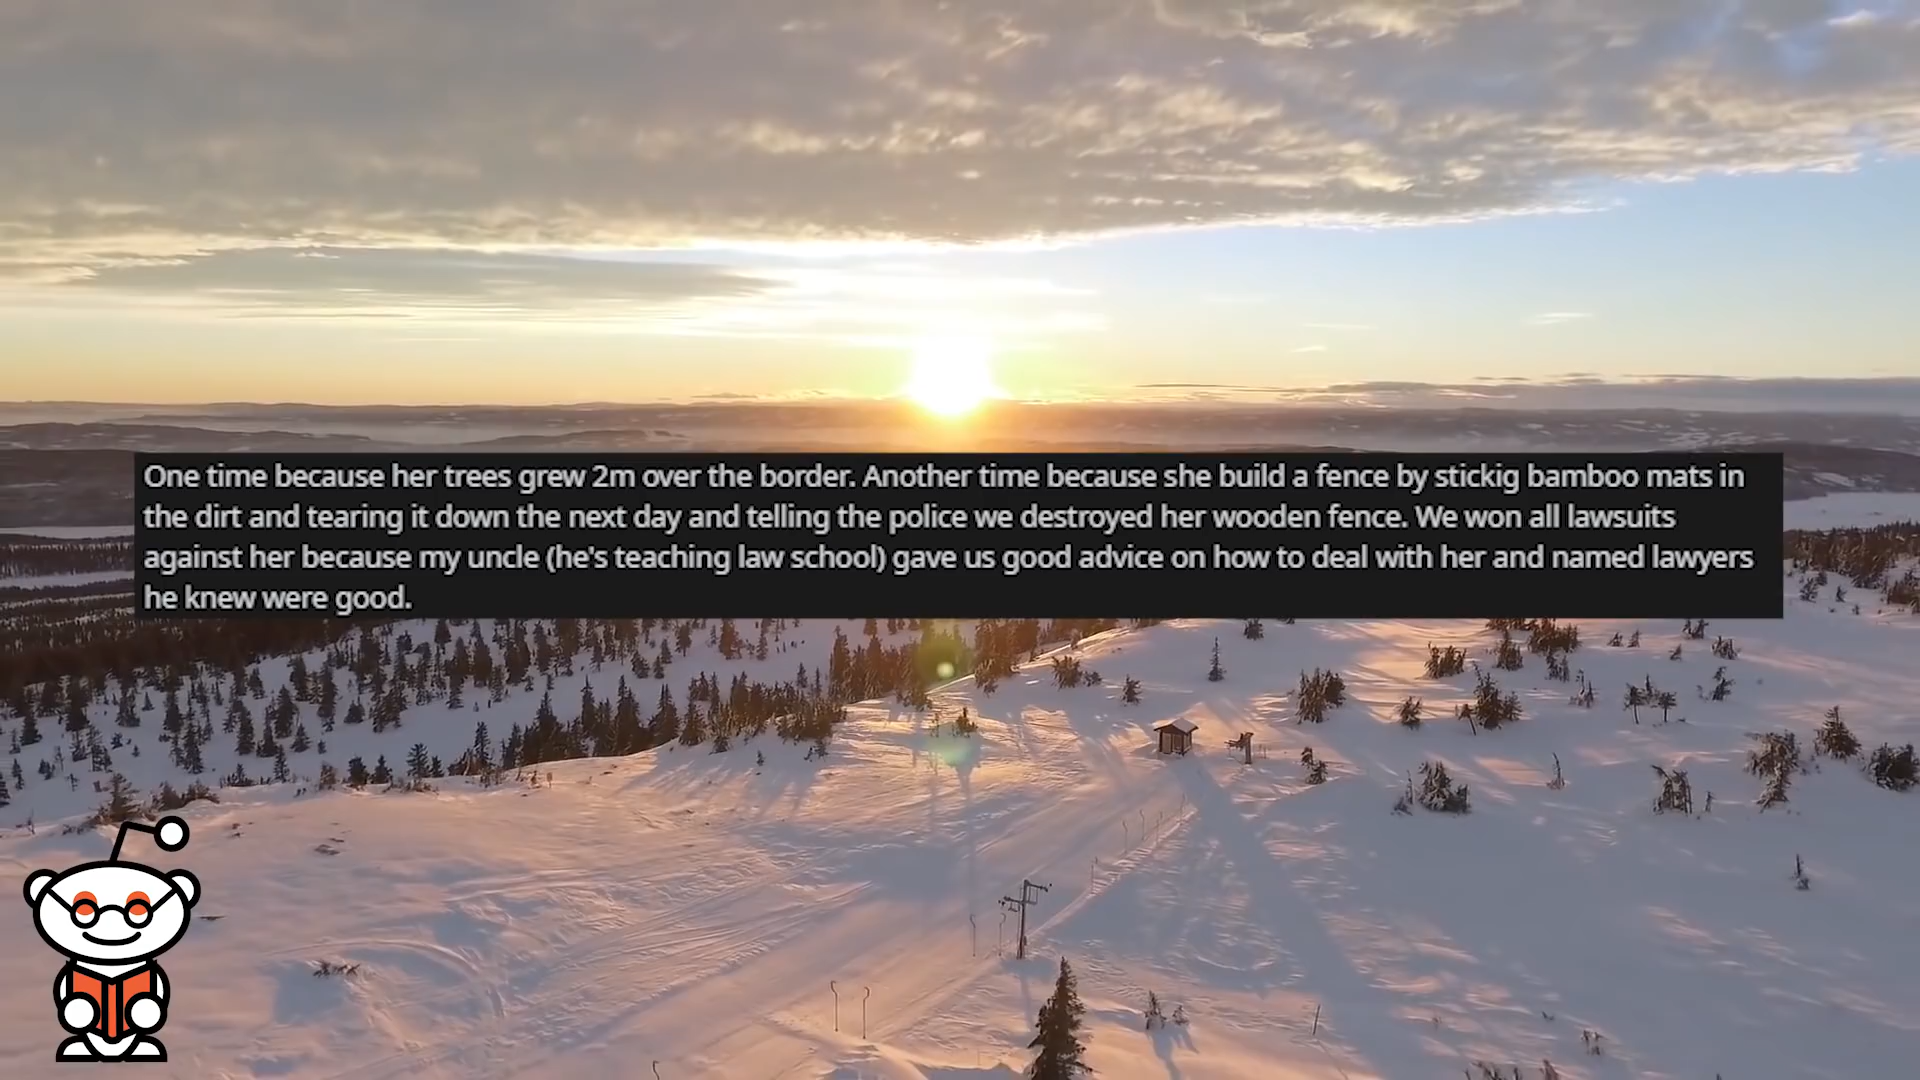 One time because her trees grew 2m over the border. Another time because she build a fence by stickig bamboo mats in
the dirt and tearing it down the next day and telling the police we destroyed her wooden fence. We won all lawsuits
against her because my uncle (he's teaching law school) gave us good advice on how to deal with her and named lawyers
he knew were good.